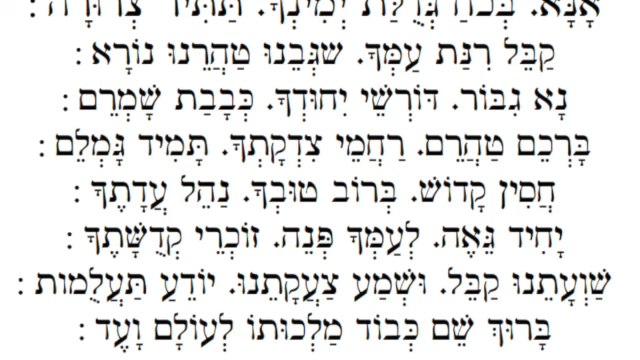 אָנָּא. בְּכֹחַ גְּדֻלַּת יְמִינְךָ. תַּתִּיר צְרוּרָה :
קַבֵּל רִנַּת עַמְּךָ. שגְּבֵנוּ טַהֲרֵנוּ נוֹרָא :
נָא גִבּוֹר. דּוֹרְשֵׁי יִחוּדְךָ. כְּבָבַת שָׁמְרֵם :
בָּרְכֵם טַהֲרֵם. רַחֲמֵי צִדְקָתְךָ. תָּמִיד גָּמְלֵם :
חֲסִין קָדוֹשׁ. בְּרוֹב טוּבְךָ. נַהֵל עֲדָתֶךָ :
יָחִיד גֵּאֶה. לְעַמְּךָ פְּנֵה. זוֹכְרֵי קְדֻשָּׁתֶךָ :
שַׁוְעָתֵנוּ קַבֵּל. וּשְׁמַע צַעֲקָתֵנוּ. יוֹדֵעַ תַּעֲלֻמוֹת :
בָּרוּךְ שֵׁם כְּבוֹד מַלְכוּתוֹ לְעוֹלָם וָעֶד :